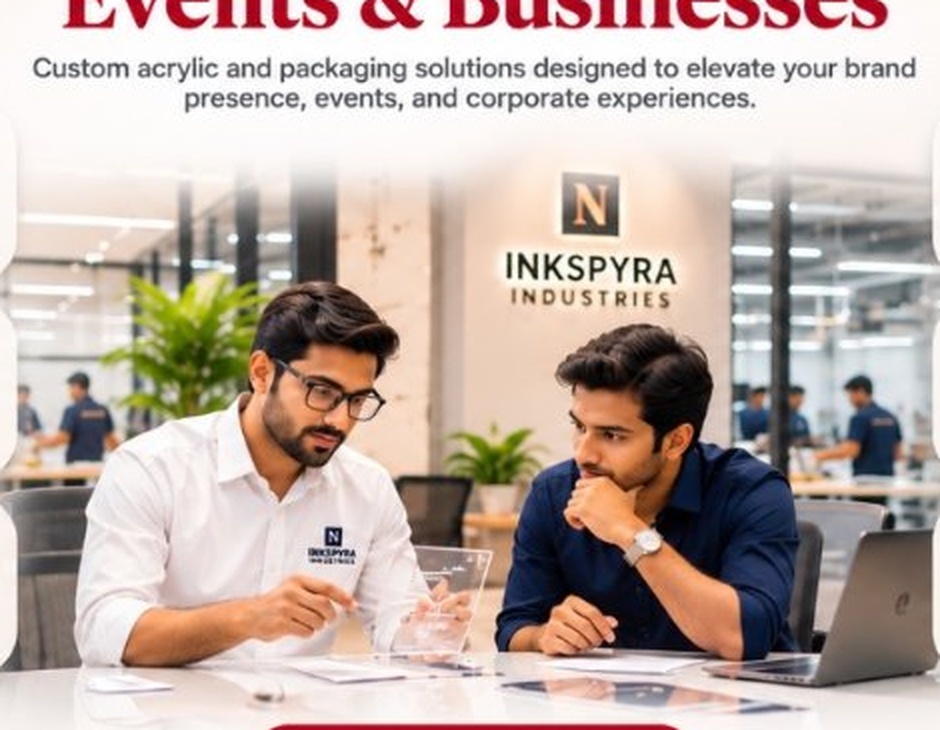 Events & Businesses
Custom acrylic and packaging solutions designed to elevate your brand
presence, events, and corporate experiences.
N
INKSPYRA
INDUSTRIES
N
INKSPYRA
INDUSTRIES